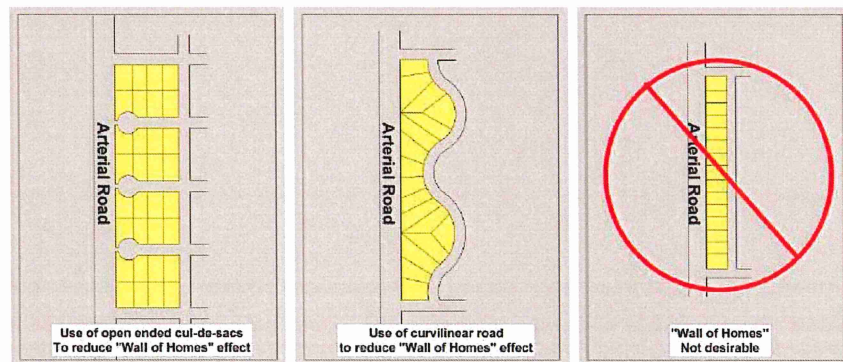 Arterial Road
Use of open ended cul-de-sacs
To reduce "Wall of Homes" effect
Arterial Road
Use of curvilinear road
to reduce "Wall of Homes" effect
Arterial Road
"Wall of Homes"
Not desirable